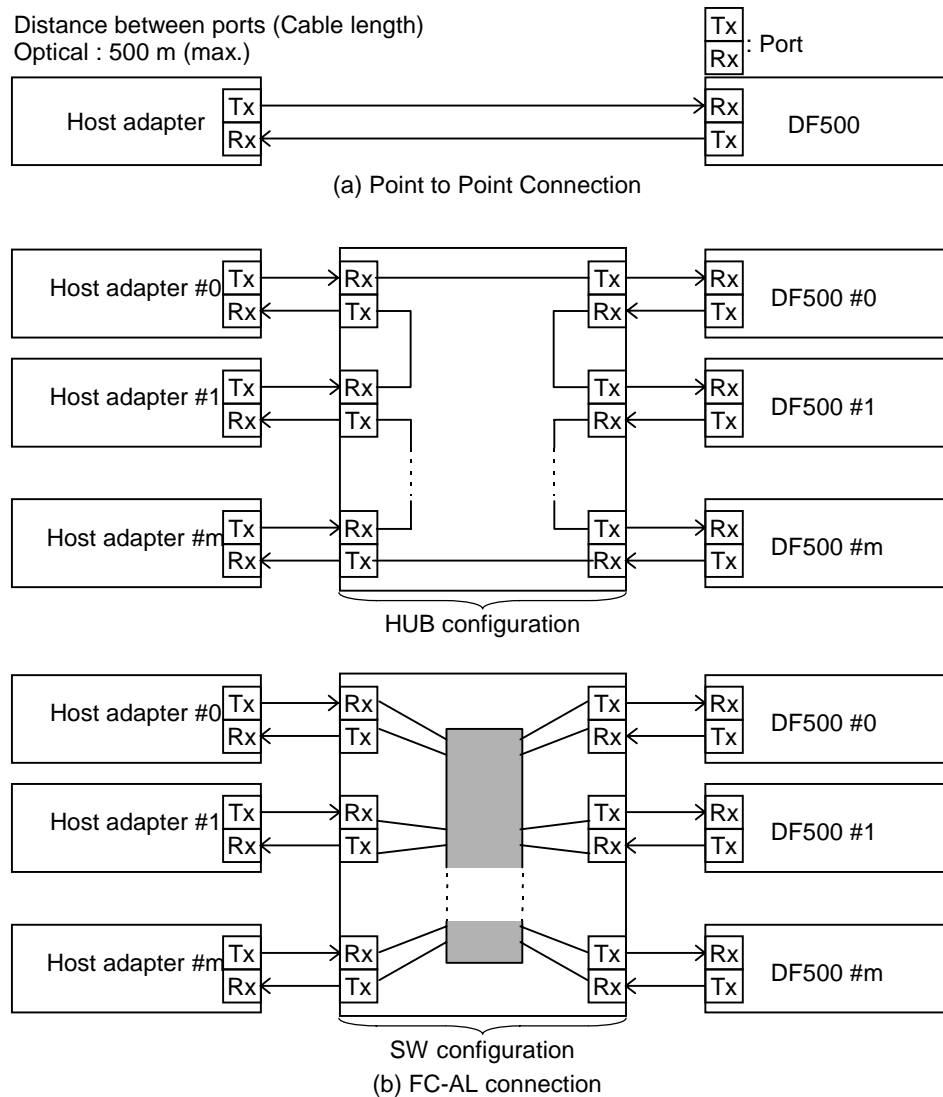 Distance between ports (Cable length)
Optical : 500 m (max.)
Tx
Rx
: Port
Host adapter
Tx
Rx
Rx
Tx
DF500
(a) Point to Point Connection
Host adapter #0
Tx
Rx
Rx
Tx
Tx
Rx
Rx
Tx
DF500 #0
Host adapter #1
Tx
Rx
Rx
Tx
Tx
Rx
Rx
Tx
DF500 #1
Host adapter #m
Tx
Rx
Rx
Tx
Tx
Rx
Rx
Tx
DF500 #m
HUB configuration
Host adapter #0
Tx
Rx
Rx
Tx
Tx
Rx
Rx
Tx
DF500 #0
Host adapter #1
Tx
Rx
Rx
Tx
Tx
Rx
Rx
Tx
DF500 #1
Host adapter #m
Tx
Rx
Rx
Tx
Tx
Rx
Rx
Tx
DF500 #m
SW configuration
(b) FC-AL connection